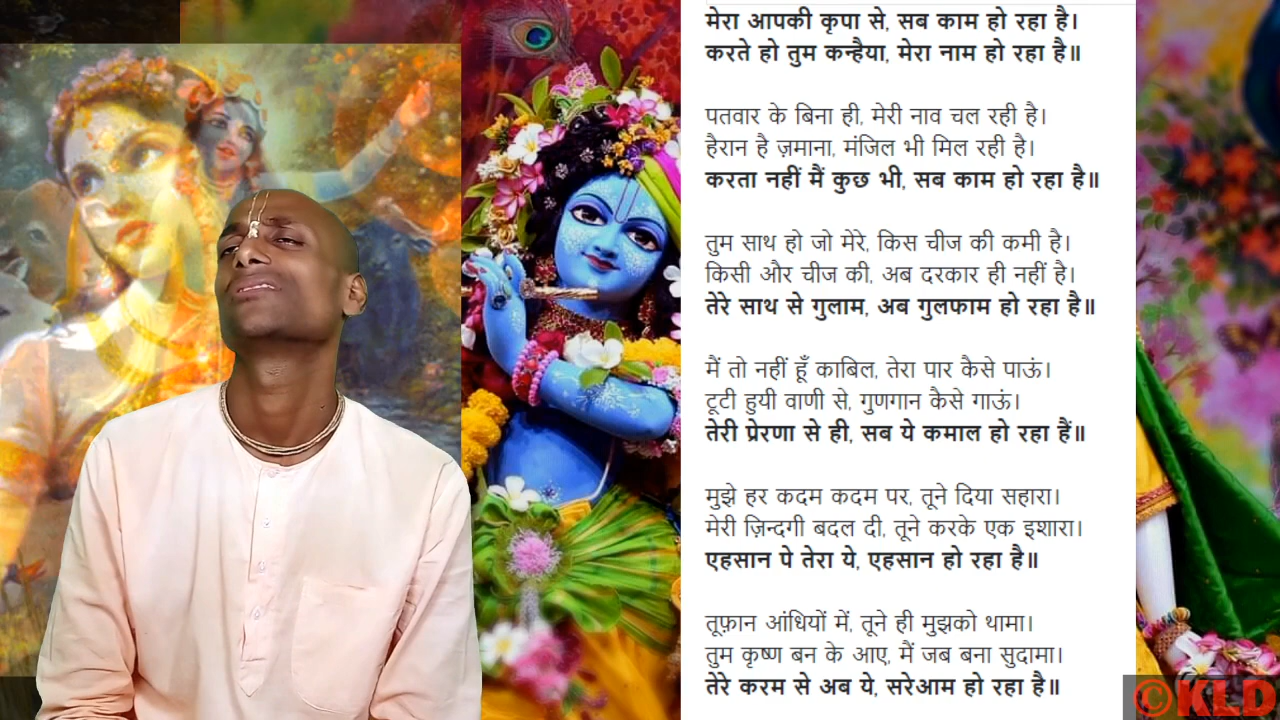 मेरा आपकी कृपा से, सब काम हो रहा है।
करते हो तुम कन्हैया, मेरा नाम हो रहा है॥
पतवार के बिना ही, मेरी नाव चल रही है।
हैरान है ज़माना, मंजिल भी मिल रही है।
करता नहीं मैं कुछ भी, सब काम हो रहा है॥
तुम साथ हो जो मेरे, किस चीज की कमी है।
किसी और चीज की, अब दरकार ही नहीं है।
तेरे साथ से गुलाम, अब गुलफाम हो रहा है॥
मैं तो नहीं हूँ काबिल, तेरा पार कैसे पाऊं।
टूटी हुयी वाणी से, गुणगान कैसे गाऊं।
तेरी प्रेरणा से ही, सब ये कमाल हो रहा हैं॥
मुझे हर कदम कदम पर, तूने दिया सहारा।
मेरी ज़िन्दगी बदल दी, तूने करके एक इशारा।
एहसान पे तेरा ये, एहसान हो रहा है॥
तूफ़ान आंधियों में, तूने ही मुझको थामा।
तुम कृष्ण बन के आए, मैं जब बना सुदामा।
तेरे करम से अब ये, सरेआम हो रहा है॥
©KLD